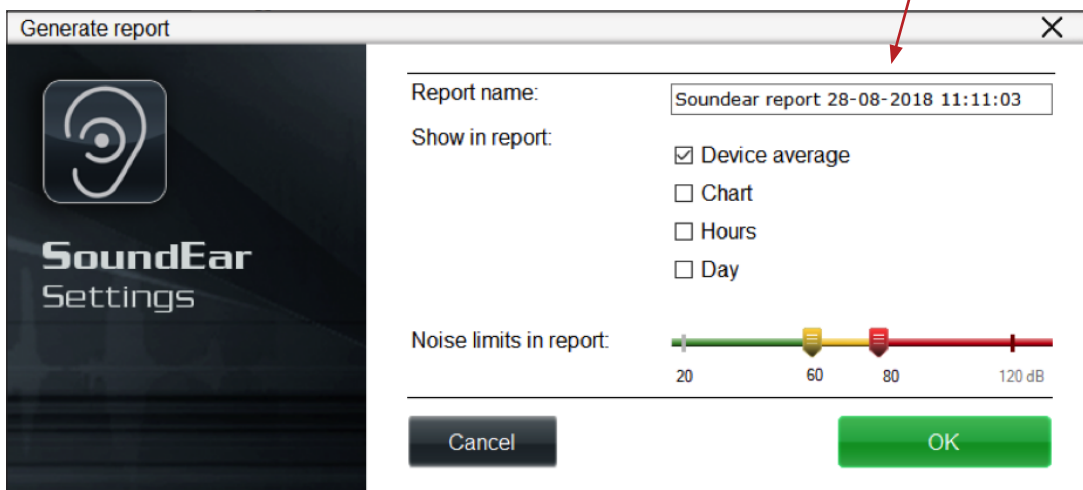 Generate report
Report name:
Soundear report 28-08-2018 11:11:03
Show in report:
Device average
Chart
Hours
Day
SoundEar
Settings
Noise limits in report:
20 60 80 120 dB
Cancel
OK